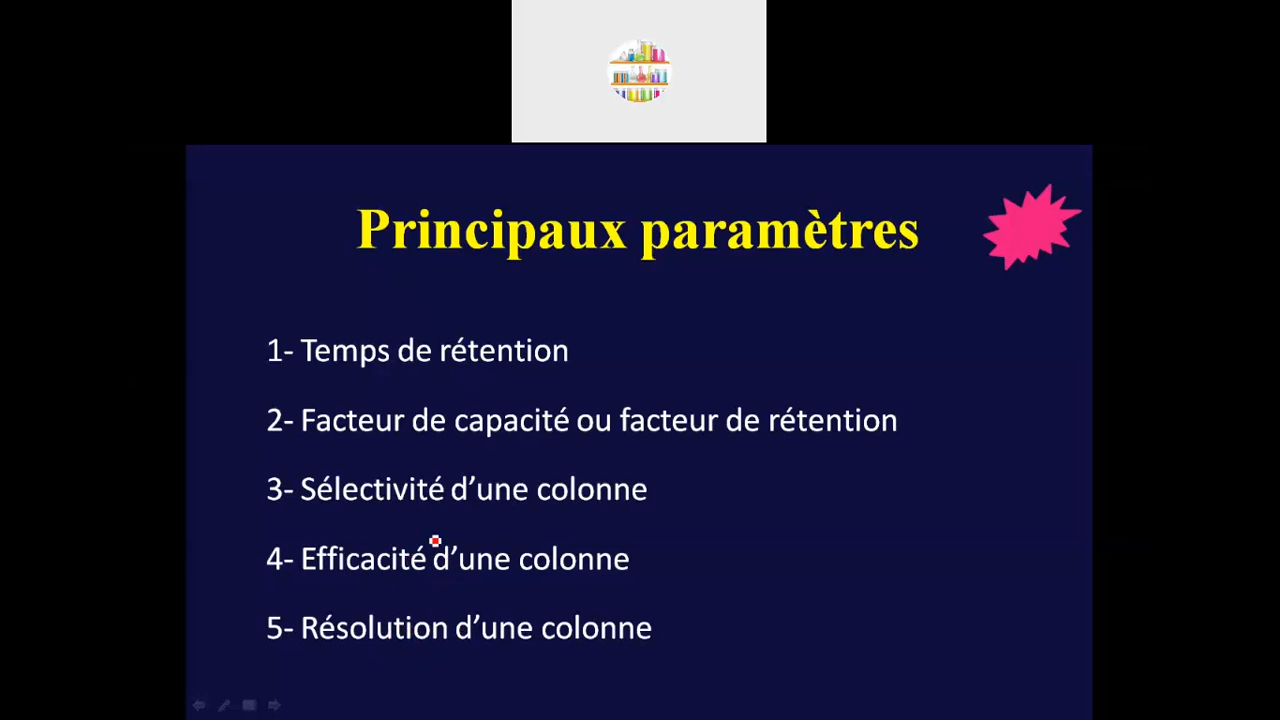 Principaux paramètres
1- Temps de rétention
2- Facteur de capacité ou facteur de rétention
3- Sélectivité d’une colonne
4- Efficacité d’une colonne
5- Résolution d’une colonne